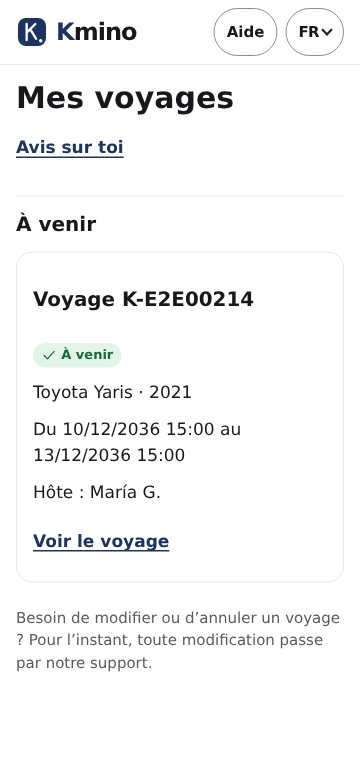 K. Kmino
Aide
FR
Mes voyages
Avis sur toi
À venir
Voyage K-E2E00214
À venir
Toyota Yaris · 2021
Du 10/12/2036 15:00 au
13/12/2036 15:00
Hôte : María G.
Voir le voyage
Besoin de modifier ou d’annuler un voyage
? Pour l’instant, toute modification passe
par notre support.